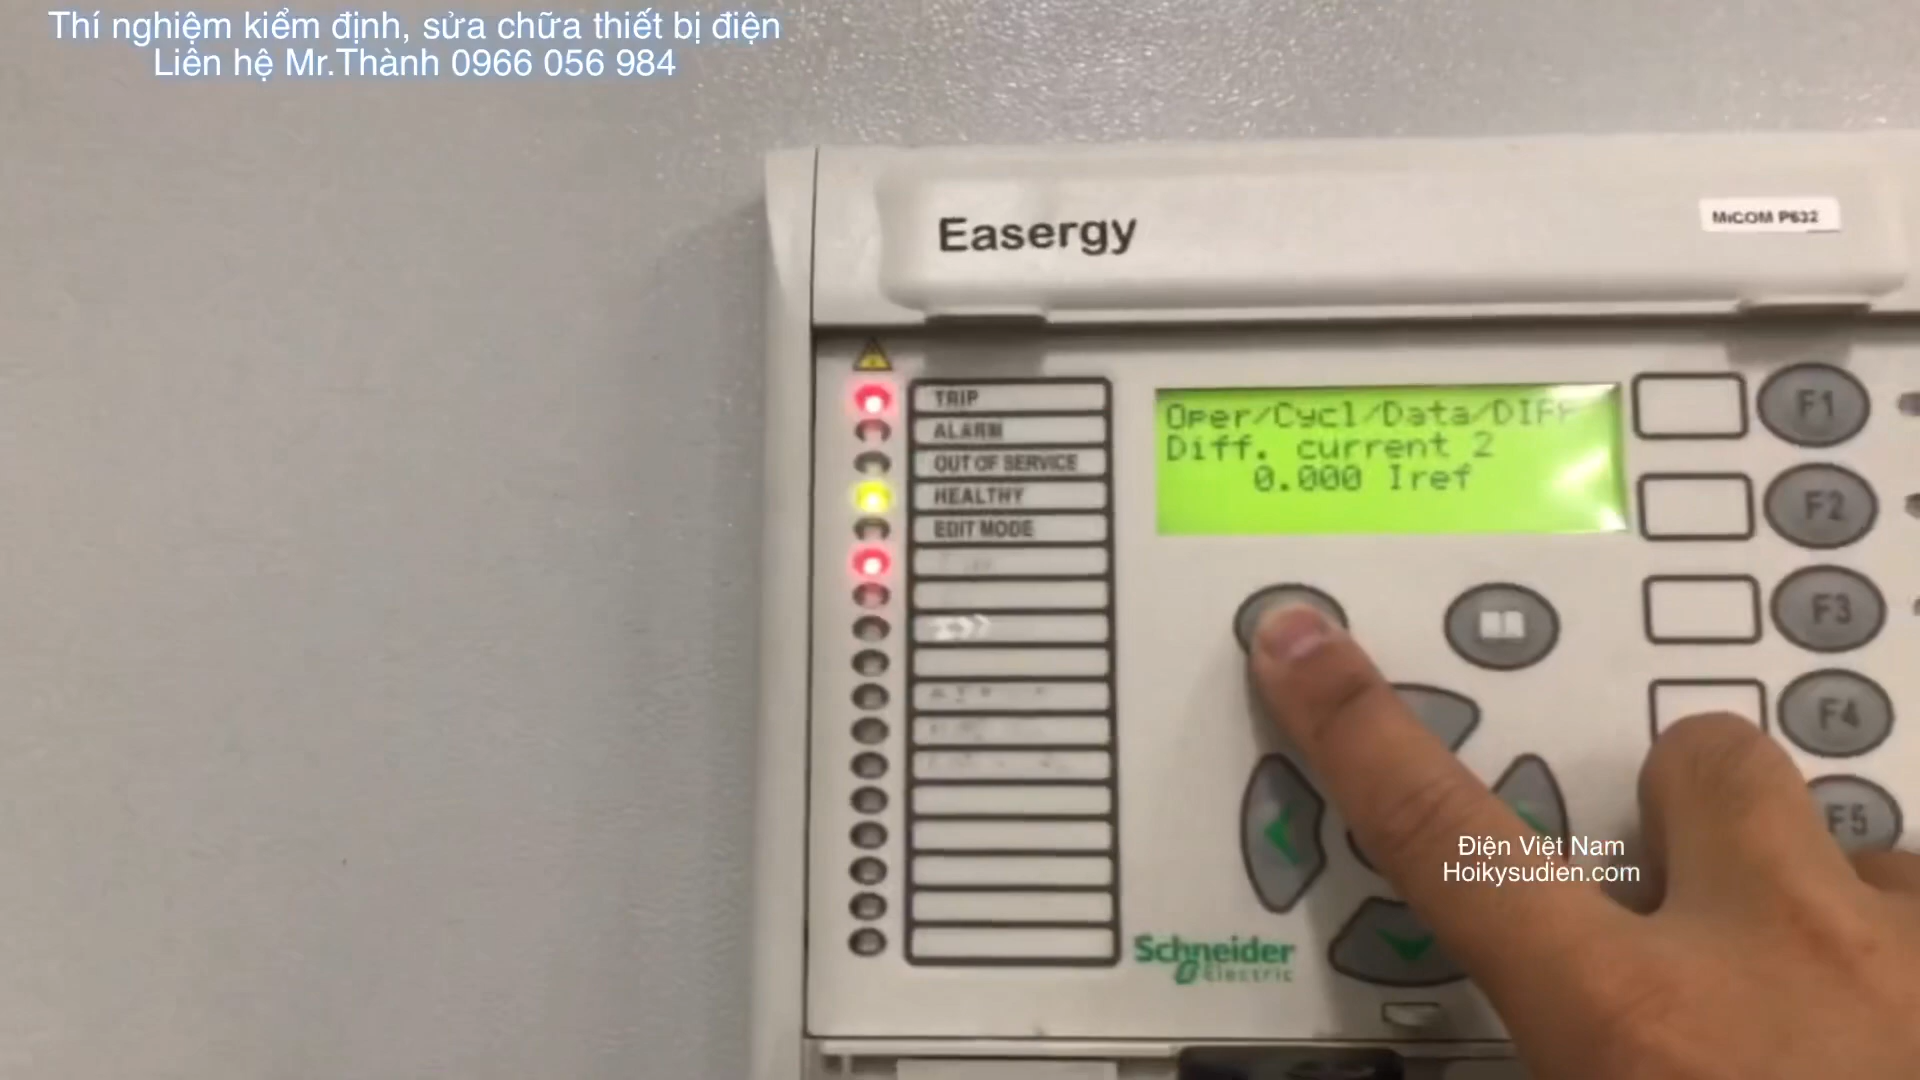 Thí nghiệm kiểm định, sửa chữa thiết bị điện
Liên hệ Mr.Thành 0966 056 984
Easergy
MiCOM P632
TRIP
ALARM
OUT OF SERVICE
HEALTHY
EDIT MODE
Oper/Cycl/Data/DIFF
Diff. current 2
0.000 Iref
F1
F2
F3
F4
F5
Điện Việt Nam
Hoikysudien.com
Schneider
Electric